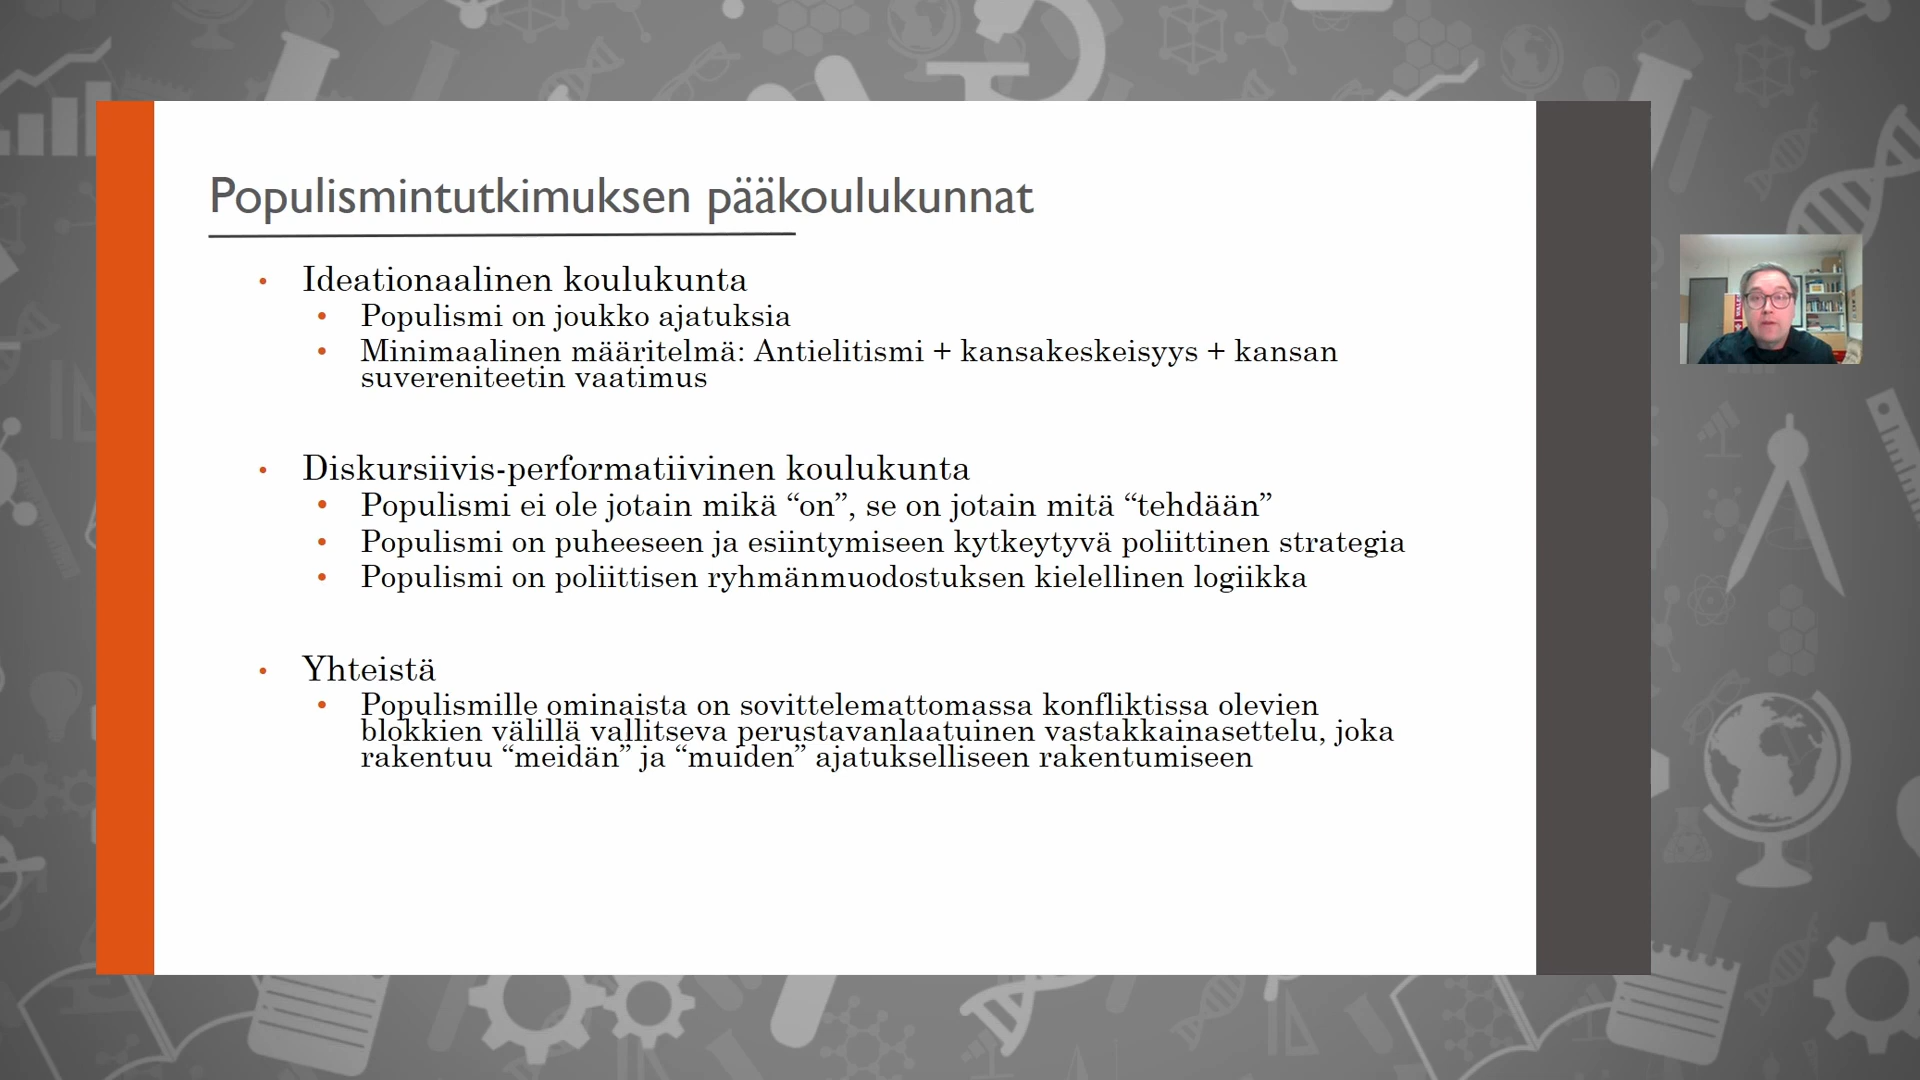 Populismintutkimuksen pääkoulukunnat
• Ideationaalinen koulukunta
• Populismi on joukko ajatuksia
• Minimaalinen määritelmä: Antielitismi + kansakeskeisyys + kansan
suvereniteetin vaatimus
• Diskursiivis-performatiivinen koulukunta
• Populismi ei ole jotain mikä “on”, se on jotain mitä “tehdään”
• Populismi on puheeseen ja esiintymiseen kytkeytyvä poliittinen strategia
• Populismi on poliittisen ryhmänmuodostuksen kielellinen logiikka
• Yhteistä
• Populismille ominaista on sovittelemattomassa konfliktissa olevien
blokkien välillä vallitseva perustavanlaatuinen vastakkainasettelu, joka
rakentuu “meidän” ja “muiden” ajatukselliseen rakentumiseen